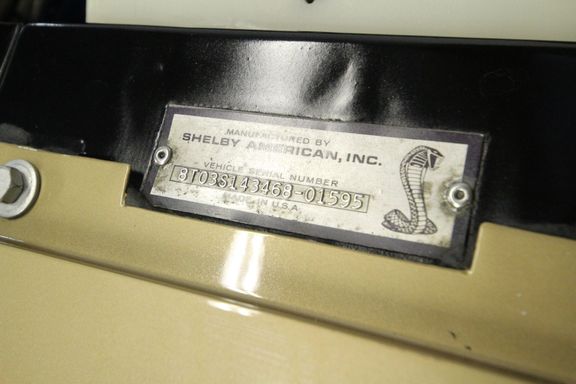 MANUFACTURED BY
SHELBY AMERICAN, INC.
VEHICLE SERIAL NUMBER
8T03S143468-01595
MADE IN U.S.A.